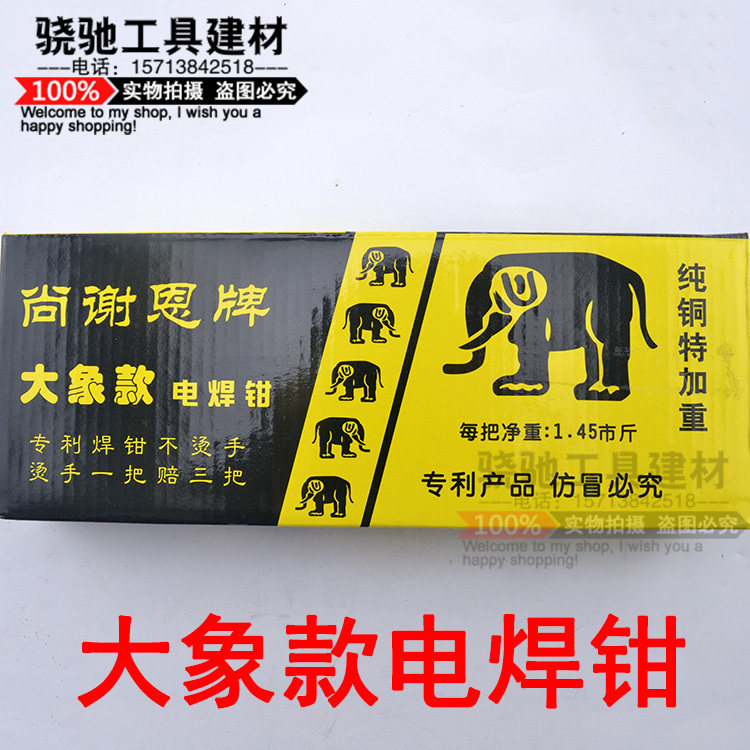 骁驰工具建材
---电话：15713842518---
100% 实物拍摄 盗图必究
Welcome to my shop, I wish you a
happy shopping!
尚谢恩牌
大象款 电焊钳
专利焊钳不烫手
烫手一把赔三把
纯铜特加重
每把净重:1.45市斤
专利产品 仿冒必究
骁驰工具建材
---电话：15713842518---
100% 实物拍摄 盗图必究
Welcome to my shop, I wish you a
happy shopping!
大象款电焊钳